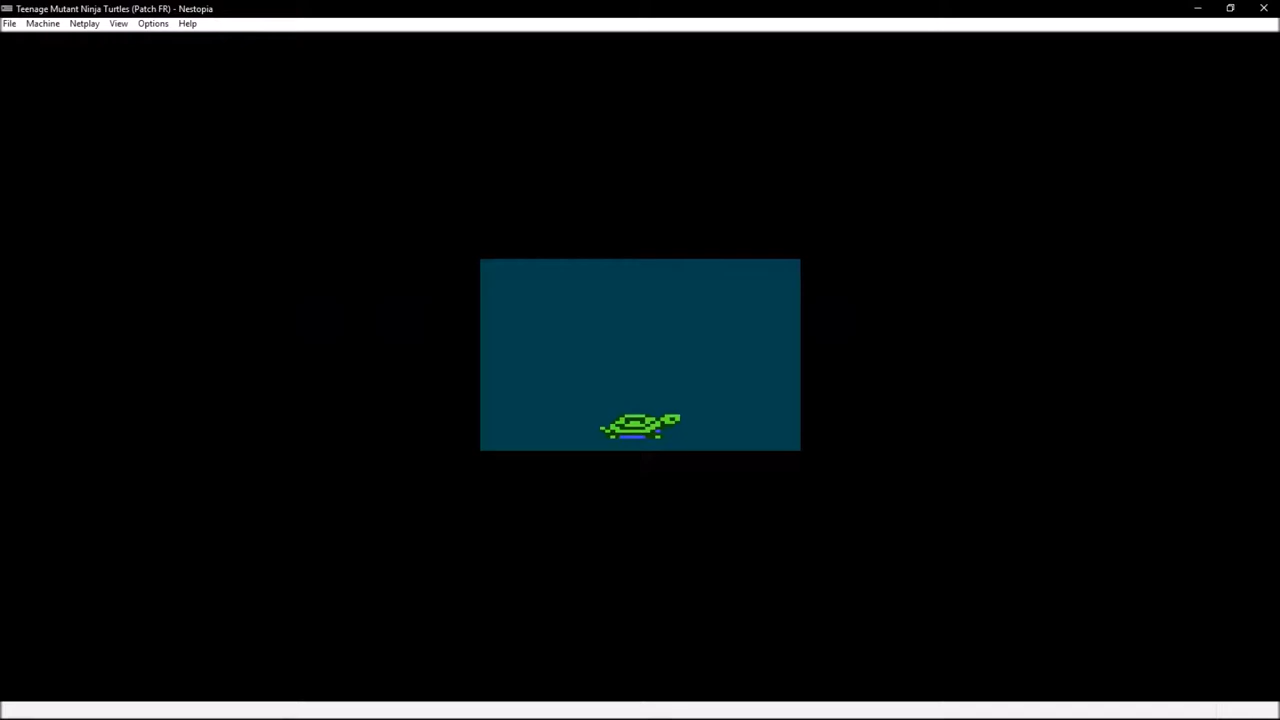 Teenage Mutant Ninja Turtles (Patch FR) - Nestopia
File Machine Netplay View Options Help